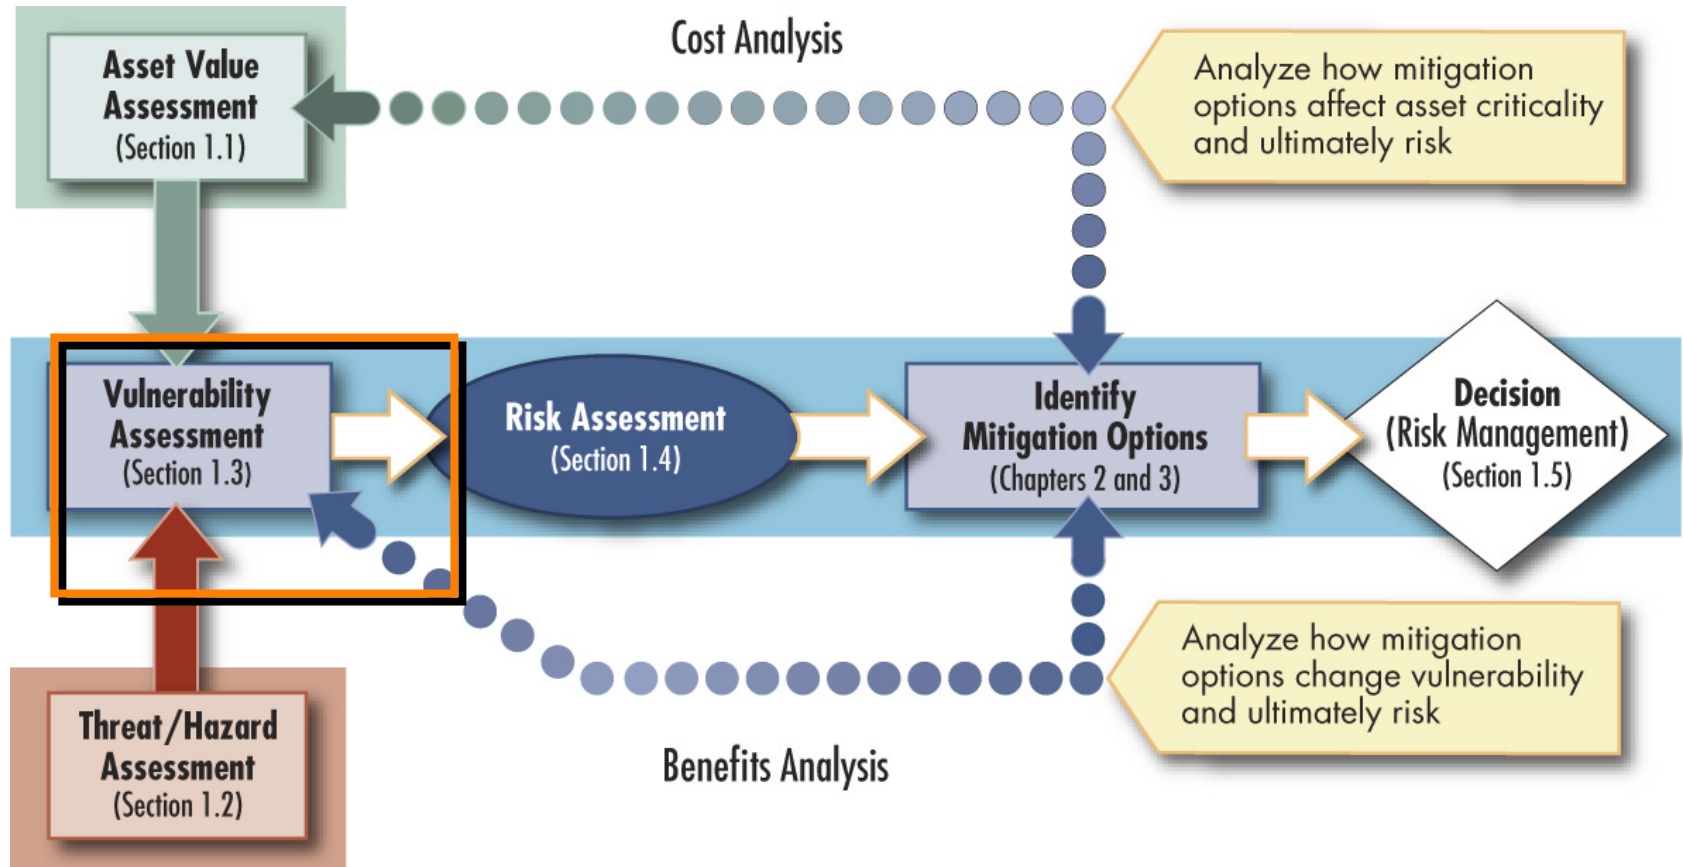 Cost Analysis
Asset Value
Assessment
(Section 1.1)
Analyze how mitigation
options affect asset criticality
and ultimately risk
Vulnerability
Assessment
(Section 1.3)
Risk Assessment
(Section 1.4)
Identify
Mitigation Options
(Chapters 2 and 3)
Decision
(Risk Management)
(Section 1.5)
Threat/Hazard
Assessment
(Section 1.2)
Benefits Analysis
Analyze how mitigation
options change vulnerability
and ultimately risk